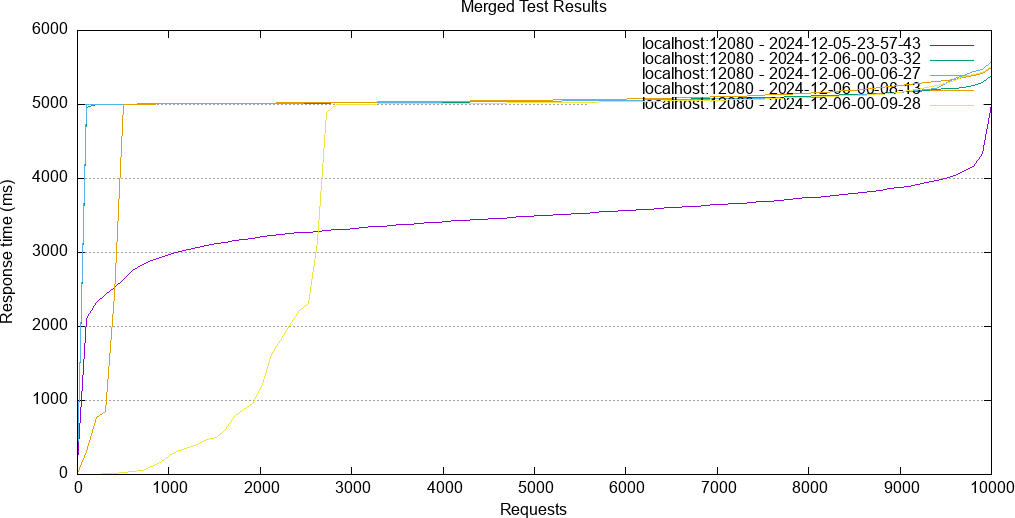 Merged Test Results
localhost:12080 - 2024-12-05-23-57-43
localhost:12080 - 2024-12-06-00-03-32
localhost:12080 - 2024-12-06-00-06-27
localhost:12080 - 2024-12-06-00-08-13
localhost:12080 - 2024-12-06-00-09-28
6000
5000
4000
3000
2000
1000
0
Response time (ms)
0 1000 2000 3000 4000 5000 6000 7000 8000 9000 10000
Requests